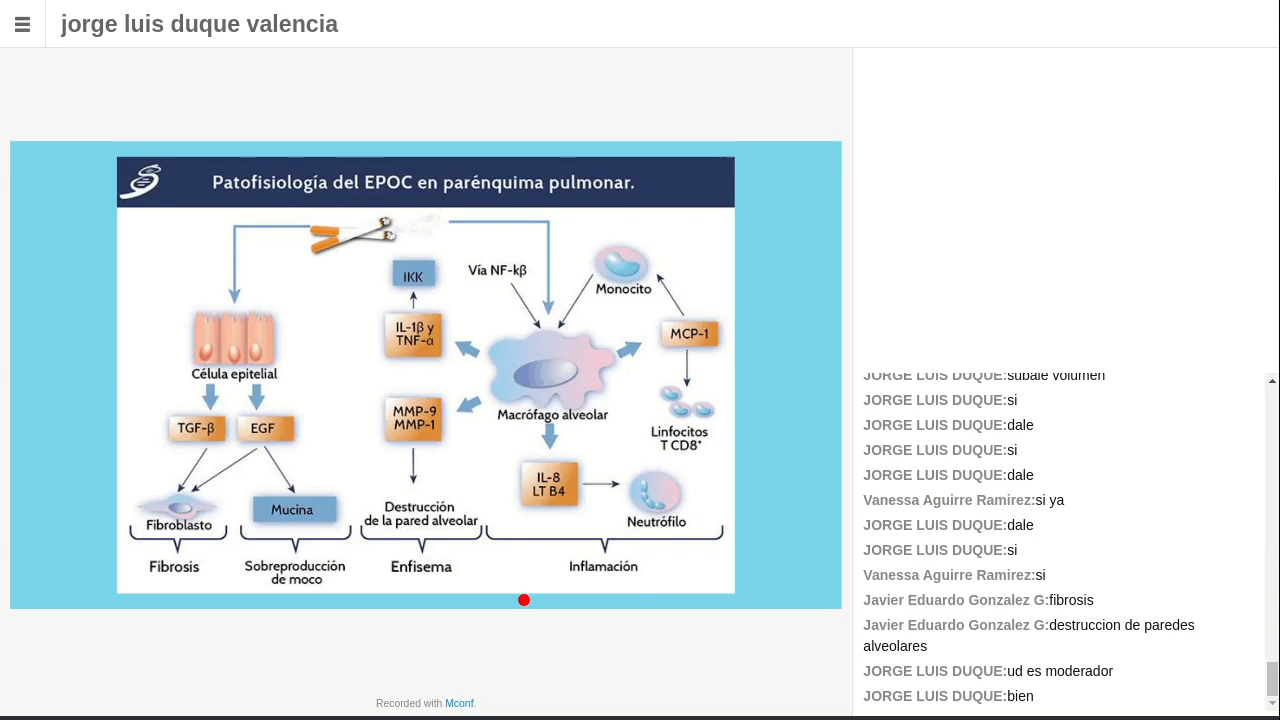 jorge luis duque valencia
Patofisiología del EPOC en parénquima pulmonar.
IKK
Vía NF-kβ
Monocito
IL-1β y
TNF-α
MCP-1
Célula epitelial
Macrófago alveolar
MMP-9
MMP-1
TGF-β
EGF
Linfocitos
T CD8⁺
IL-8
LT B4
Fibroblasto
Mucina
Destrucción
de la pared alveolar
Neutrófilo
Fibrosis
Sobreproducción
de moco
Enfisema
Inflamación
Recorded with Mconf.
JORGE LUIS DUQUE:subale volumen
JORGE LUIS DUQUE:si
JORGE LUIS DUQUE:dale
JORGE LUIS DUQUE:si
JORGE LUIS DUQUE:dale
Vanessa Aguirre Ramirez:si ya
JORGE LUIS DUQUE:dale
JORGE LUIS DUQUE:si
Vanessa Aguirre Ramirez:si
Javier Eduardo Gonzalez G:fibrosis
Javier Eduardo Gonzalez G:destruccion de paredes
alveolares
JORGE LUIS DUQUE:ud es moderador
JORGE LUIS DUQUE:bien